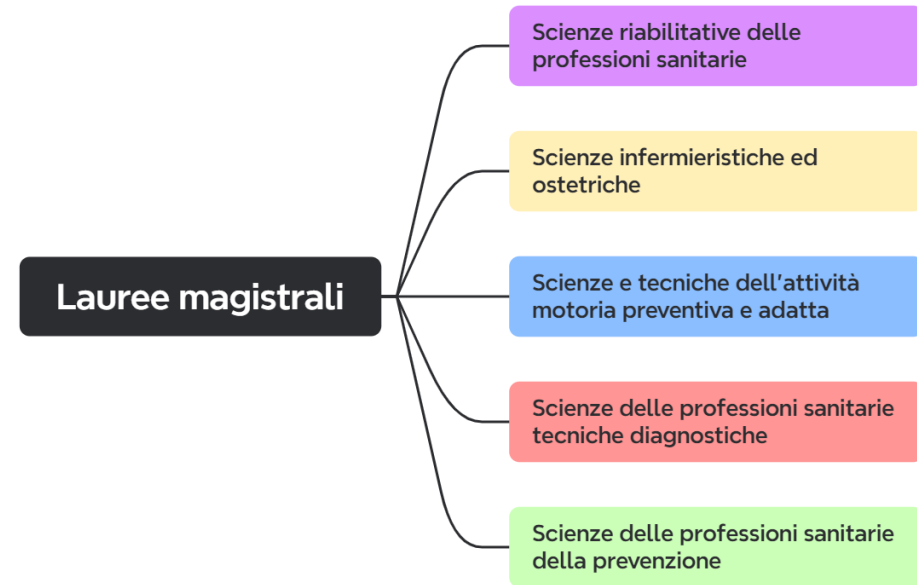 Scienze riabilitative delle
professioni sanitarie
Scienze infermieristiche ed
ostetriche
Lauree magistrali
Scienze e tecniche dell'attività
motoria preventiva e adatta
Scienze delle professioni sanitarie
tecniche diagnostiche
Scienze delle professioni sanitarie
della prevenzione